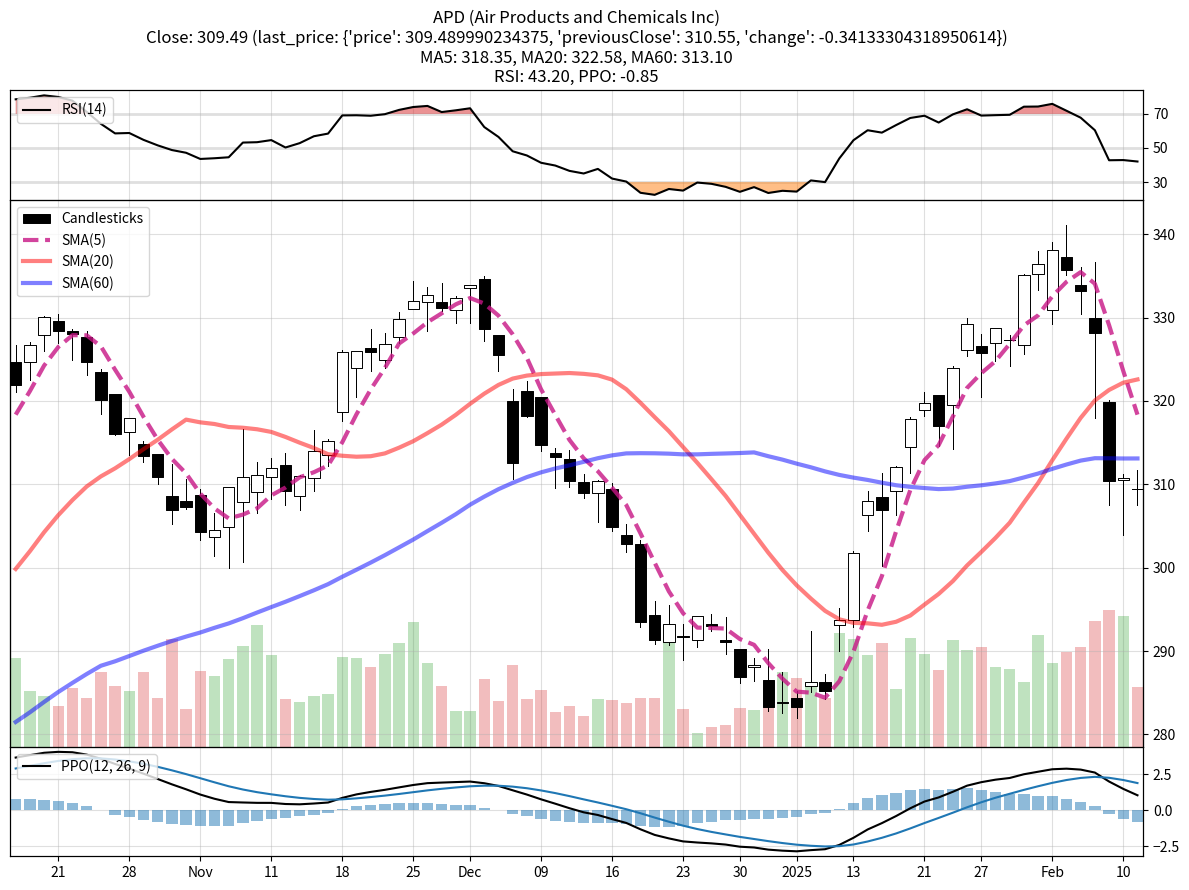 APD (Air Products and Chemicals Inc)
Close: 309.49 (last_price: {'price': 309.489990234375, 'previousClose': 310.55, 'change': -0.34133304318950614})
MA5: 318.35, MA20: 322.58, MA60: 313.10
RSI: 43.20, PPO: -0.85
RSI(14)
70
50
30
Candlesticks
SMA(5)
SMA(20)
SMA(60)
340
330
320
310
300
290
280
PPO(12, 26, 9)
2.5
0.0
−2.5
21 28 Nov 11 18 25 Dec 09 16 23 30 2025 13 21 27 Feb 10